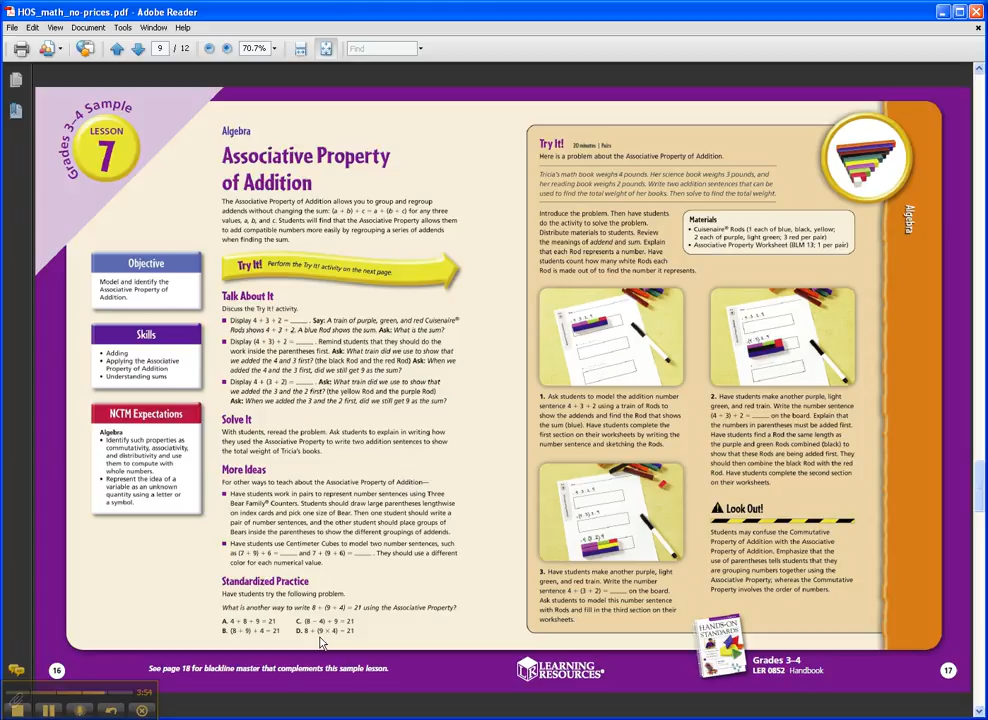 HOS_math_no-prices.pdf - Adobe Reader
File Edit View Document Tools Window Help
9 / 12 70.7% Find
Grades 3–4 Sample
LESSON
7
Algebra
Associative Property
of Addition
The Associative Property of Addition allows you to group and regroup
addends without changing the sum: (a + b) + c = a + (b + c) for any three
values, a, b, and c. Students will find that the Associative Property allows them
to add compatible numbers more easily by regrouping a series of addends
when finding the sum.
Try It! Perform the Try It! activity on the next page.
Objective
Model and identify the
Associative Property of
Addition.
Skills
• Adding
• Applying the Associative
Property of Addition
• Understanding sums
NCTM Expectations
Algebra
• Identify such properties as
commutativity, associativity,
and distributivity and use
them to compute with
whole numbers.
• Represent the idea of a
variable as an unknown
quantity using a letter or
a symbol.
Talk About It
Discuss the Try It! activity.
■ Display 4 + 3 + 2 = ____. Say: A train of purple, green, and red Cuisenaire®
Rods shows 4 + 3 + 2. A blue Rod shows the sum. Ask: What is the sum?
■ Display (4 + 3) + 2 = ____. Remind students that they should do the
work inside the parentheses first. Ask: What train did we use to show that
we added the 4 and 3 first? (the black Rod and the red Rod) Ask: When we
added the 4 and the 3 first, did we still get 9 as the sum?
■ Display 4 + (3 + 2) = ____. Ask: What train did we use to show that
we added the 3 and the 2 first? (the yellow Rod and the purple Rod)
Ask: When we added the 3 and the 2 first, did we still get 9 as the sum?
Solve It
With students, reread the problem. Ask students to explain in writing how
they used the Associative Property to write two addition sentences to show
the total weight of Tricia's books.
More Ideas
For other ways to teach about the Associative Property of Addition—
■ Have students work in pairs to represent number sentences using Three
Bear Family® Counters. Students should draw large parentheses lengthwise
on index cards and pick one size of Bear. Then one student should write a
pair of number sentences, and the other student should place groups of
Bears inside the parentheses to show the different groupings of addends.
■ Have students use Centimeter Cubes to model two number sentences, such
as (7 + 9) + 6 = ____ and 7 + (9 + 6) = ____. They should use a different
color for each numerical value.
Standardized Practice
Have students try the following problem.
What is another way to write 8 + (9 + 4) = 21 using the Associative Property?
A. 4 + 8 + 9 = 21 C. (8 − 4) + 9 = 21
B. (8 + 9) + 4 = 21 D. 8 + (9 × 4) = 21
16
See page 18 for blackline master that complements this sample lesson.
Try It! 20 minutes | Pairs
Here is a problem about the Associative Property of Addition.
Tricia's math book weighs 4 pounds. Her science book weighs 3 pounds, and
her reading book weighs 2 pounds. Write two addition sentences that can be
used to find the total weight of her books. Then solve to find the total weight.
Introduce the problem. Then have students
do the activity to solve the problem.
Distribute materials to students. Review
the meanings of addend and sum. Explain
that each Rod represents a number. Have
students count how many white Rods each
Rod is made out of to find the number it represents.
Materials
• Cuisenaire® Rods (1 each of blue, black, yellow;
2 each of purple, light green; 3 red per pair)
• Associative Property Worksheet (BLM 13; 1 per pair)
1. Ask students to model the addition number
sentence 4 + 3 + 2 using a train of Rods to
show the addends and find the Rod that shows
the sum (blue). Have students complete the
first section on their worksheets by writing the
number sentence and sketching the Rods.
2. Have students make another purple, light
green, and red train. Write the number sentence
(4 + 3) + 2 = ____ on the board. Explain that
the numbers in parentheses must be added first.
Have students find a Rod the same length as
the purple and green Rods combined (black) to
show that these Rods are being added first. They
should then combine the black Rod with the red
Rod. Have students complete the second section
on their worksheets.
3. Have students make another purple, light
green, and red train. Write the number
sentence 4 + (3 + 2) = ____ on the board.
Ask students to model this number sentence
with Rods and fill in the third section on their
worksheets.
Look Out!
Students may confuse the Commutative
Property of Addition with the Associative
Property of Addition. Emphasize that the
use of parentheses tells students that they
are grouping numbers together using the
Associative Property; whereas the Commutative
Property involves the order of numbers.
Algebra
LEARNING
RESOURCES®
HANDS-ON
STANDARDS
Grades 3–4
LER 0852 Handbook
17
3:54